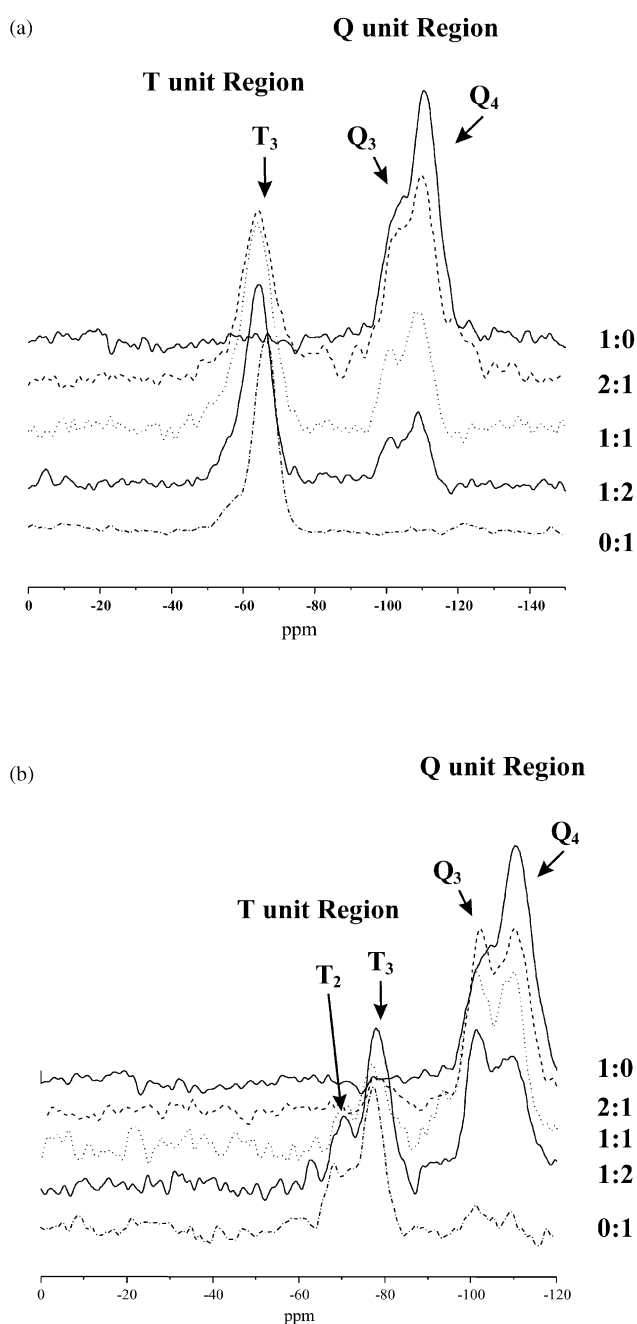 (a)
Q unit Region
T unit Region
Q4
Q3
T3
1:0
2:1
1:1
1:2
0:1
0 -20 -40 -60 -80 -100 -120 -140
ppm
(b)
Q unit Region
Q4
Q3
T unit Region
T2
T3
1:0
2:1
1:1
1:2
0:1
0 -20 -40 -60 -80 -100 -120
ppm